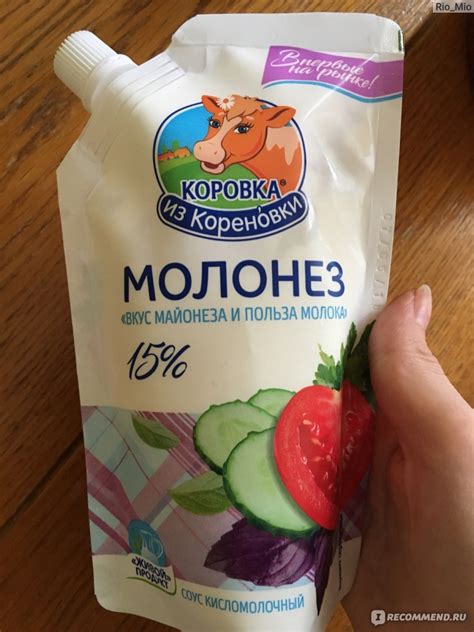 Rio_Mio
Впервые
на рынке!
КОРОВКА®
ИЗ КОРЕНОВКИ
МОЛОНЕЗ
«ВКУС МАЙОНЕЗА И ПОЛЬЗА МОЛОКА»
15%
«ЖИВОЙ»
ПРОДУКТ
СОУС КИСЛОМОЛОЧНЫЙ
I RECOMMEND.RU